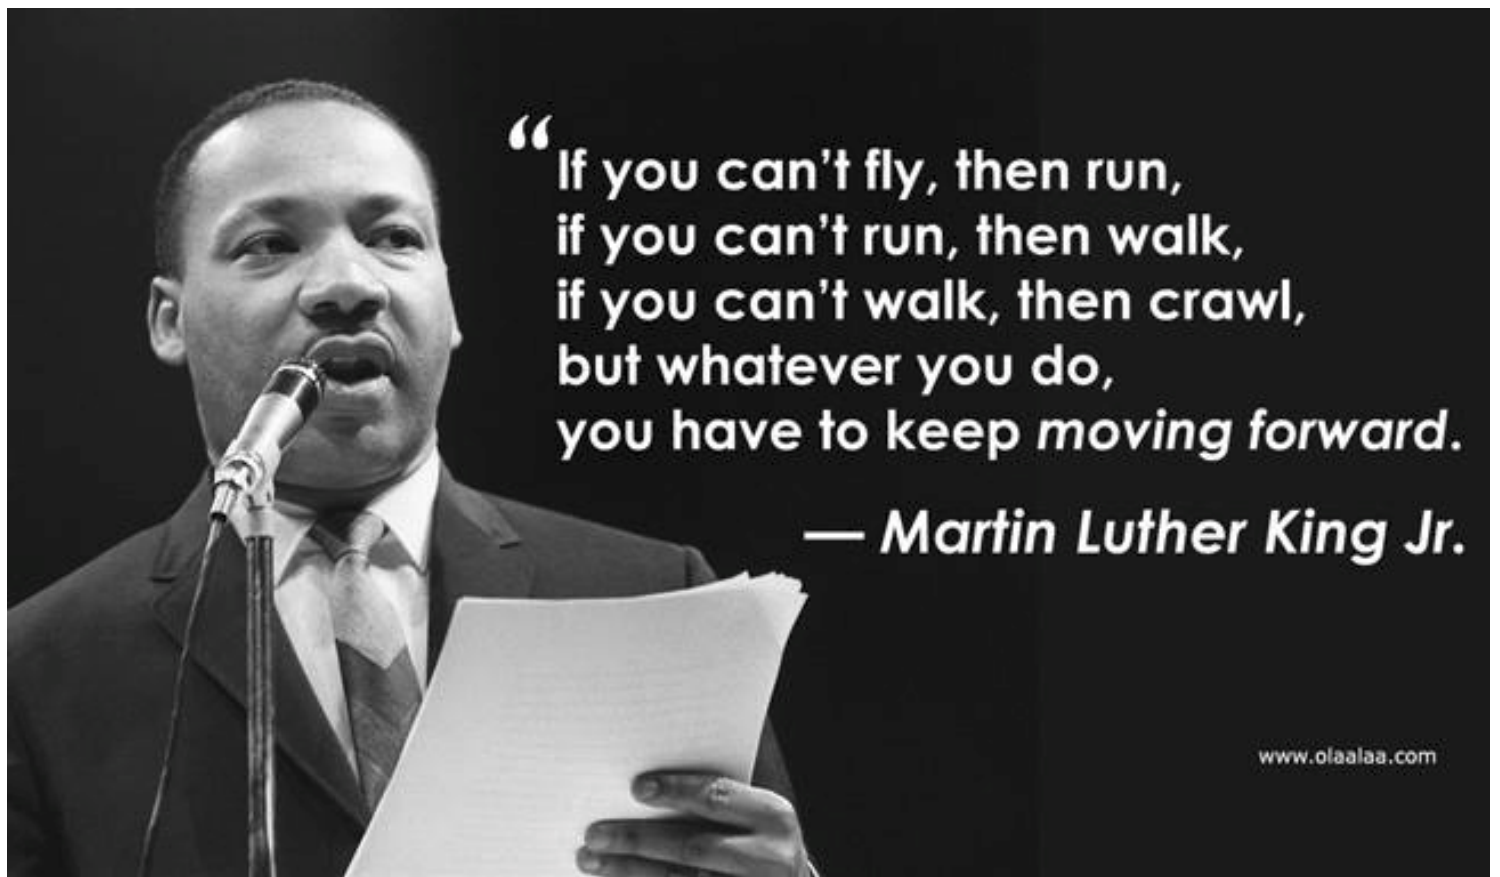 “If you can’t fly, then run,
if you can’t run, then walk,
if you can’t walk, then crawl,
but whatever you do,
you have to keep moving forward.
— Martin Luther King Jr.
www.olaalaa.com